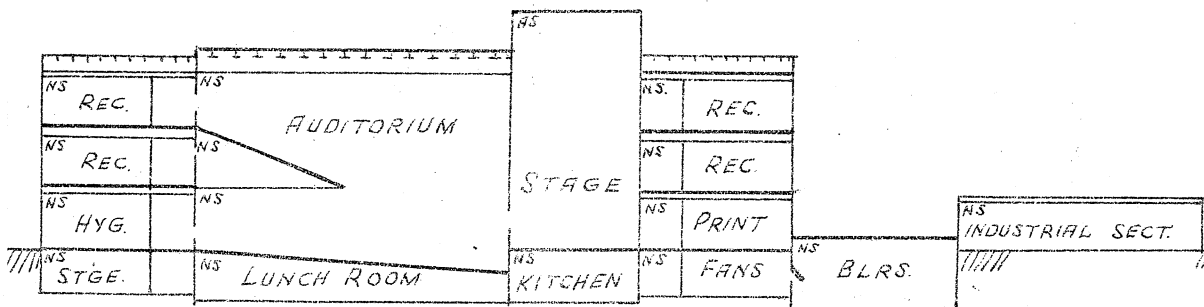 AS
NS NS NS.
REC. AUDITORIUM REC.
NS NS NS
REC. REC.
STAGE
NS NS NS NS
HYG. PRINT INDUSTRIAL SECT.
NS NS NS NS NS
STGE. LUNCH ROOM KITCHEN FANS BLRS.